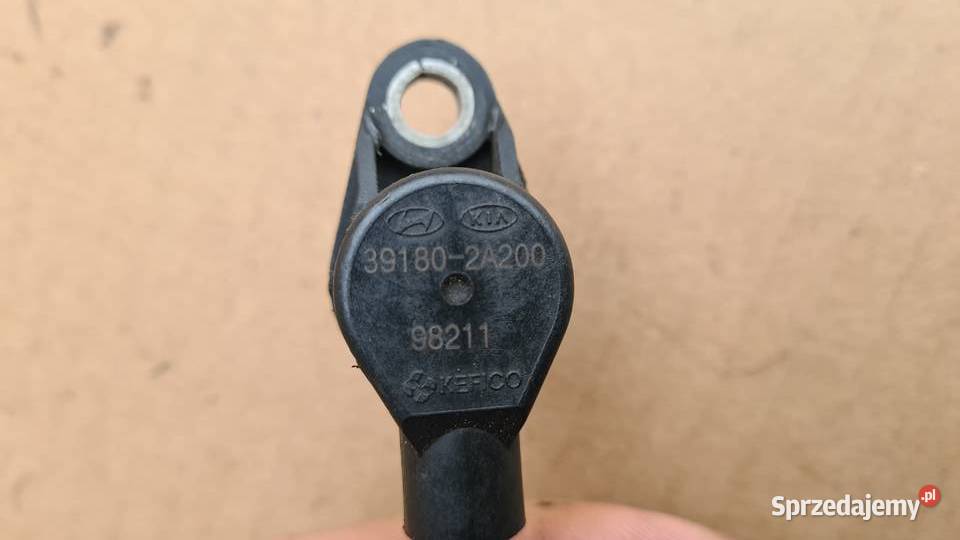 KIA
39180-2A200
98211
KEFICO
Sprzedajemy.pl